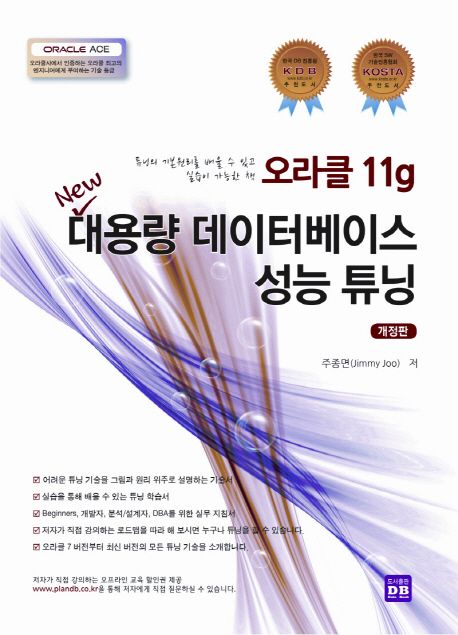 ORACLE ACE
오라클사에서 인증하는 오라클 최고의
엔지니어에게 부여하는 기술 등급
한국 DB 진흥원
KDB
www.kdb.or.kr
추천도서
한국 SW
기술진흥협회
KOSTA
www.kosta.or.kr
추천도서
튜닝의 기본원리를 배울 수 있고
실습이 가능한 책
오라클 11g
New
대용량 데이터베이스
성능 튜닝
개정판
주종면(Jimmy Joo) 저
어려운 튜닝 기술을 그림과 원리 위주로 설명하는 기술서
실습을 통해 배울 수 있는 튜닝 학습서
Beginners, 개발자, 분석/설계자, DBA를 위한 실무 지침서
저자가 직접 강의하는 로드맵을 따라 해 보시면 누구나 튜닝을 할 수 있습니다.
오라클 7 버전부터 최신 버전의 모든 튜닝 기술을 소개합니다.
저자가 직접 강의하는 오프라인 교육 할인권 제공
www.plandb.co.kr을 통해 저자에게 직접 질문하실 수 있습니다.
도서출판
DB
Data Book